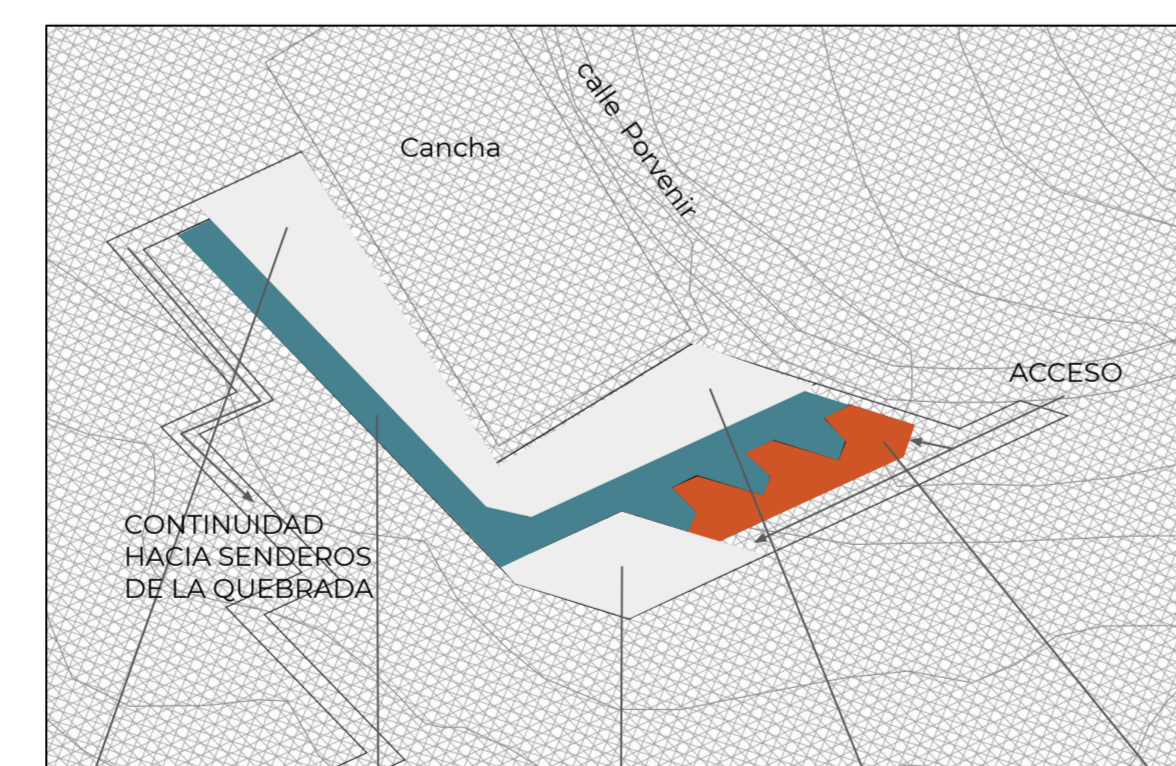 Cancha
calle Porvenir
ACCESO
CONTINUIDAD
HACIA SENDEROS
DE LA QUEBRADA